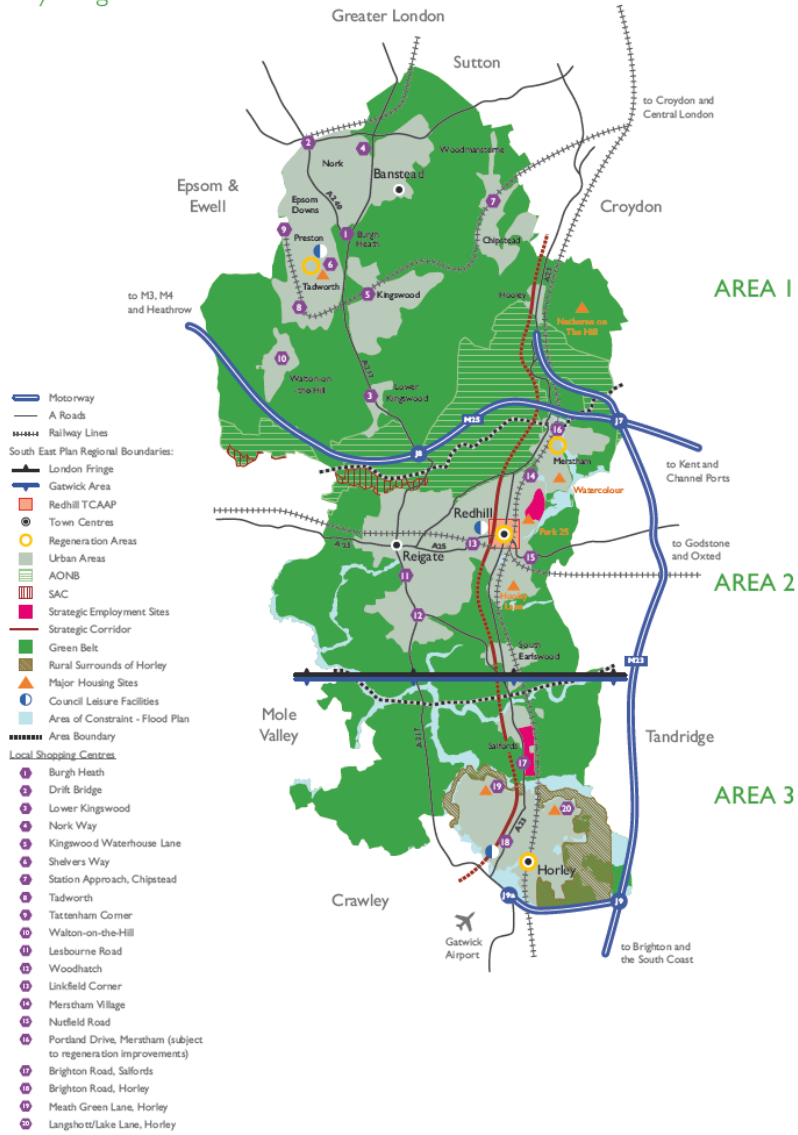 Greater London
Sutton
to Croydon and
Central London
Woodmansterne
Nork
Banstead
Epsom &
Ewell
Epsom
Downs
A240
Croydon
Preston
Burgh
Heath
Chipstead
Tadworth
Kingswood
Hooley
A23
AREA 1
to M3, M4
and Heathrow
Netherne on
The Hill
Walton-on
-the Hill
A217
Lower
Kingswood
M25
J8
J7
Merstham
to Kent and
Channel Ports
Watercolour
Redhill
Park 25
A25
A25
Reigate
to Godstone
and Oxted
AREA 2
Hooley
Lane
South
Earlswood
M23
Mole
Valley
A217
Salfords
Tandridge
AREA 3
A23
Horley
Crawley
J9a
J9
Gatwick
Airport
to Brighton and
the South Coast
Motorway
A Roads
Railway Lines
South East Plan Regional Boundaries:
London Fringe
Gatwick Area
Redhill TCAAP
Town Centres
Regeneration Areas
Urban Areas
AONB
SAC
Strategic Employment Sites
Strategic Corridor
Green Belt
Rural Surrounds of Horley
Major Housing Sites
Council Leisure Facilities
Area of Constraint - Flood Plan
Area Boundary
Local Shopping Centres
1 Burgh Heath
2 Drift Bridge
3 Lower Kingswood
4 Nork Way
5 Kingswood Waterhouse Lane
6 Shelvers Way
7 Station Approach, Chipstead
8 Tadworth
9 Tattenham Corner
10 Walton-on-the-Hill
11 Lesbourne Road
12 Woodhatch
13 Linkfield Corner
14 Merstham Village
15 Nutfield Road
16 Portland Drive, Merstham (subject
to regeneration improvements)
17 Brighton Road, Salfords
18 Brighton Road, Horley
19 Meath Green Lane, Horley
20 Langshott/Lake Lane, Horley